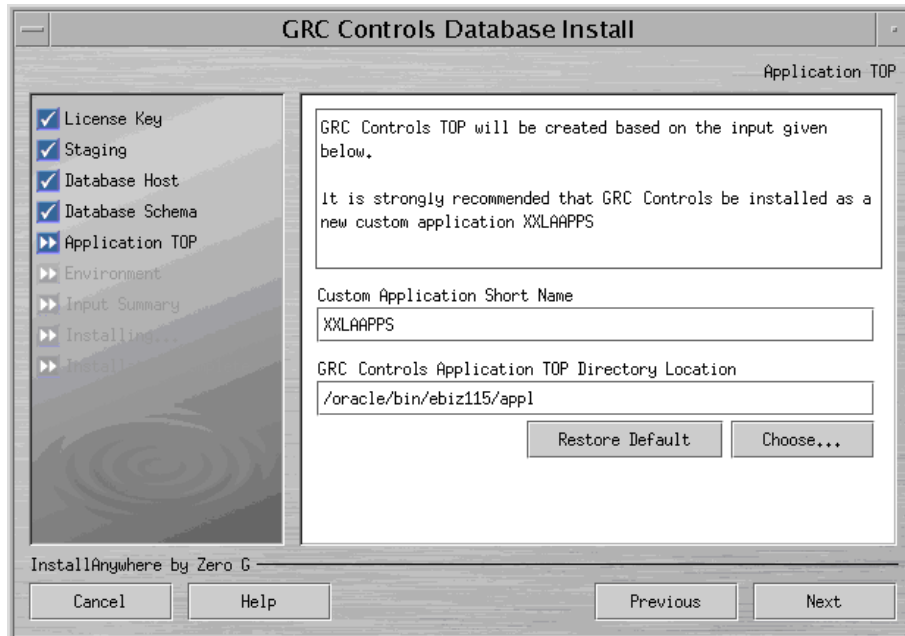 GRC Controls Database Install
Application TOP
License Key
Staging
Database Host
Database Schema
Application TOP
Environment
Input Summary
Installing...
GRC Controls TOP will be created based on the input given
below.
It is strongly recommended that GRC Controls be installed as a
new custom application XXLAAPPS
Custom Application Short Name
XXLAAPPS
GRC Controls Application TOP Directory Location
/oracle/bin/ebiz115/appl
Restore Default
Choose...
InstallAnywhere by Zero G
Cancel
Help
Previous
Next